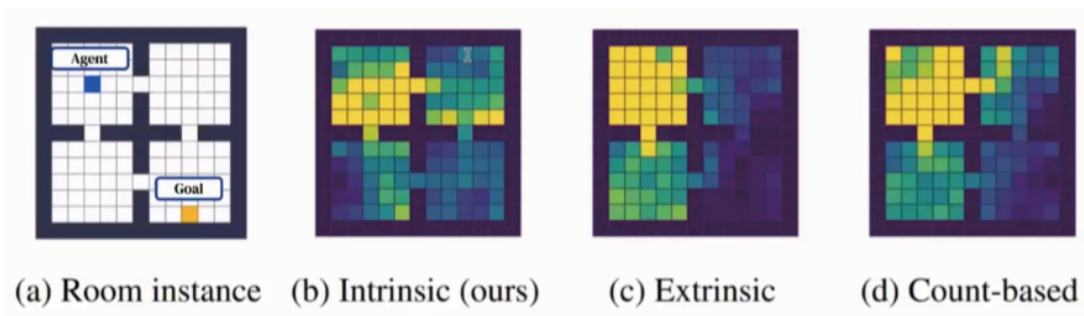 Agent
Goal
(a) Room instance (b) Intrinsic (ours) (c) Extrinsic (d) Count-based